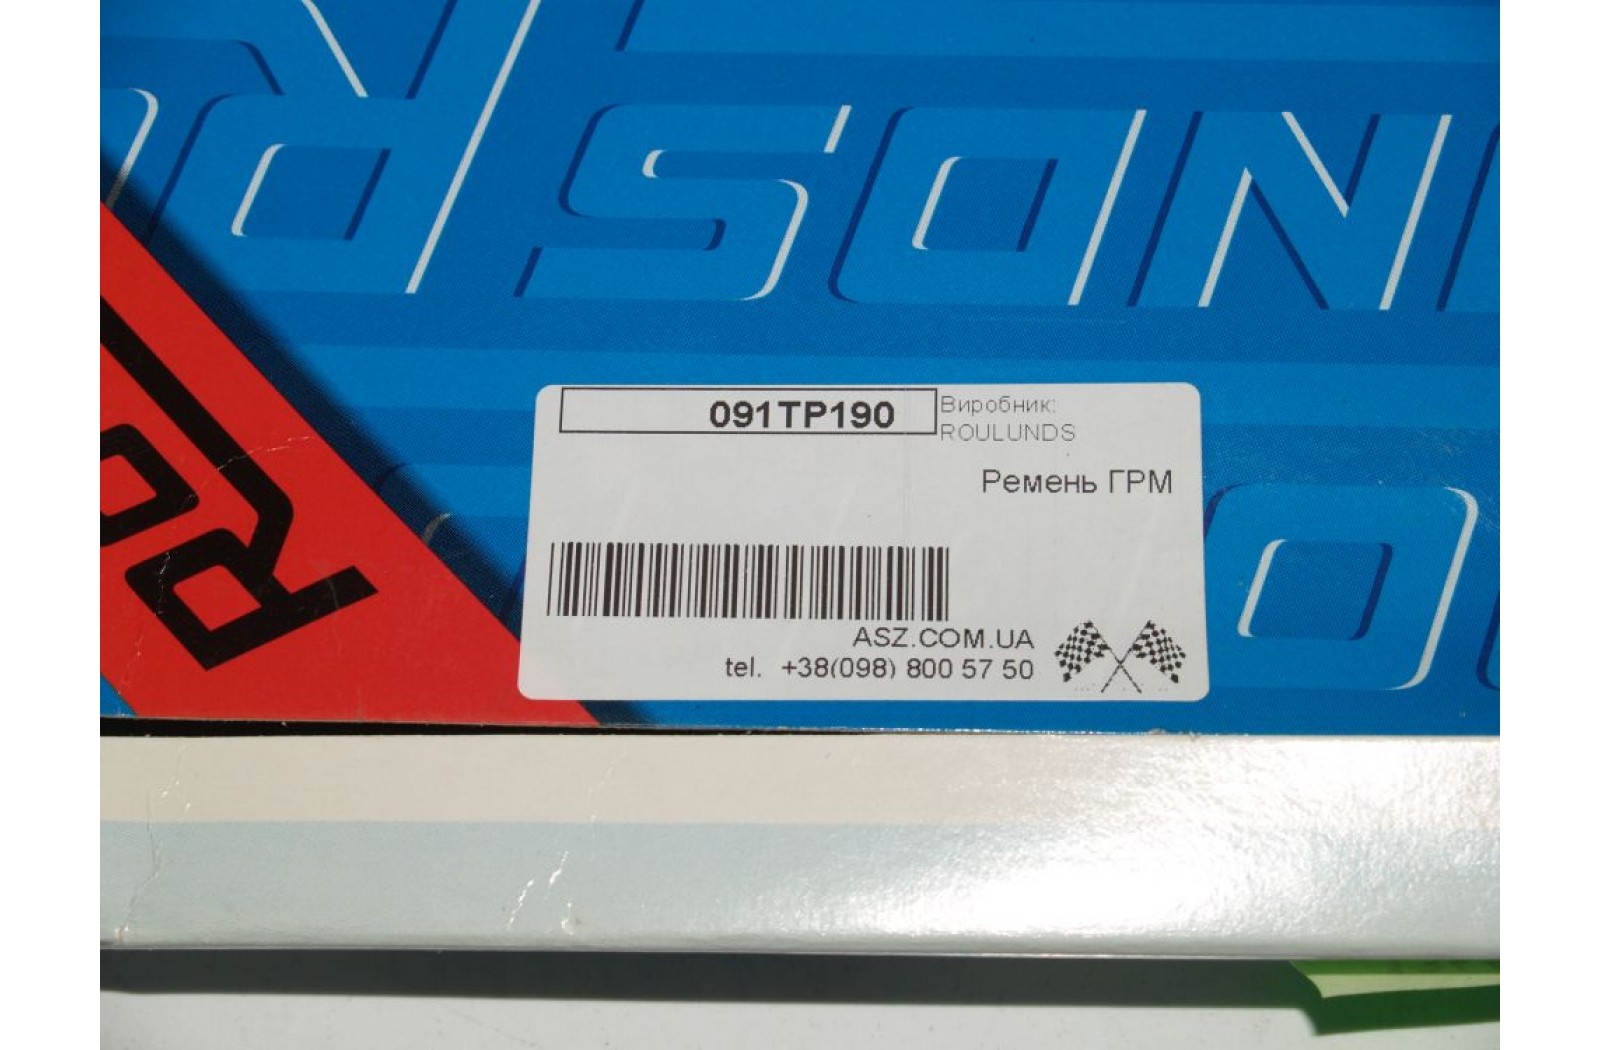 091TP190
Виробник:
ROULUNDS
Ремень ГРМ
ASZ.COM.UA
tel. +38(098) 800 57 50